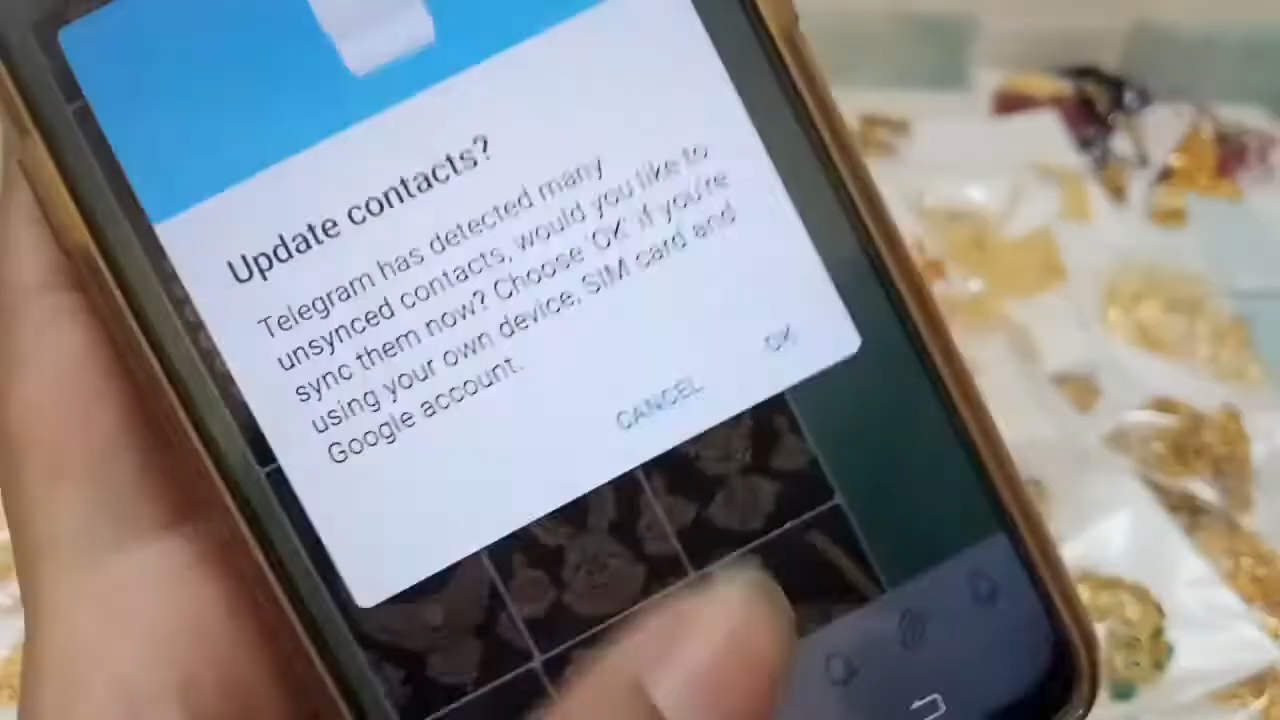 Update contacts?
Telegram has detected many
unsynced contacts, would you like to
sync them now? Choose 'OK' if you're
using your own device, SIM card and
Google account.
CANCEL
OK